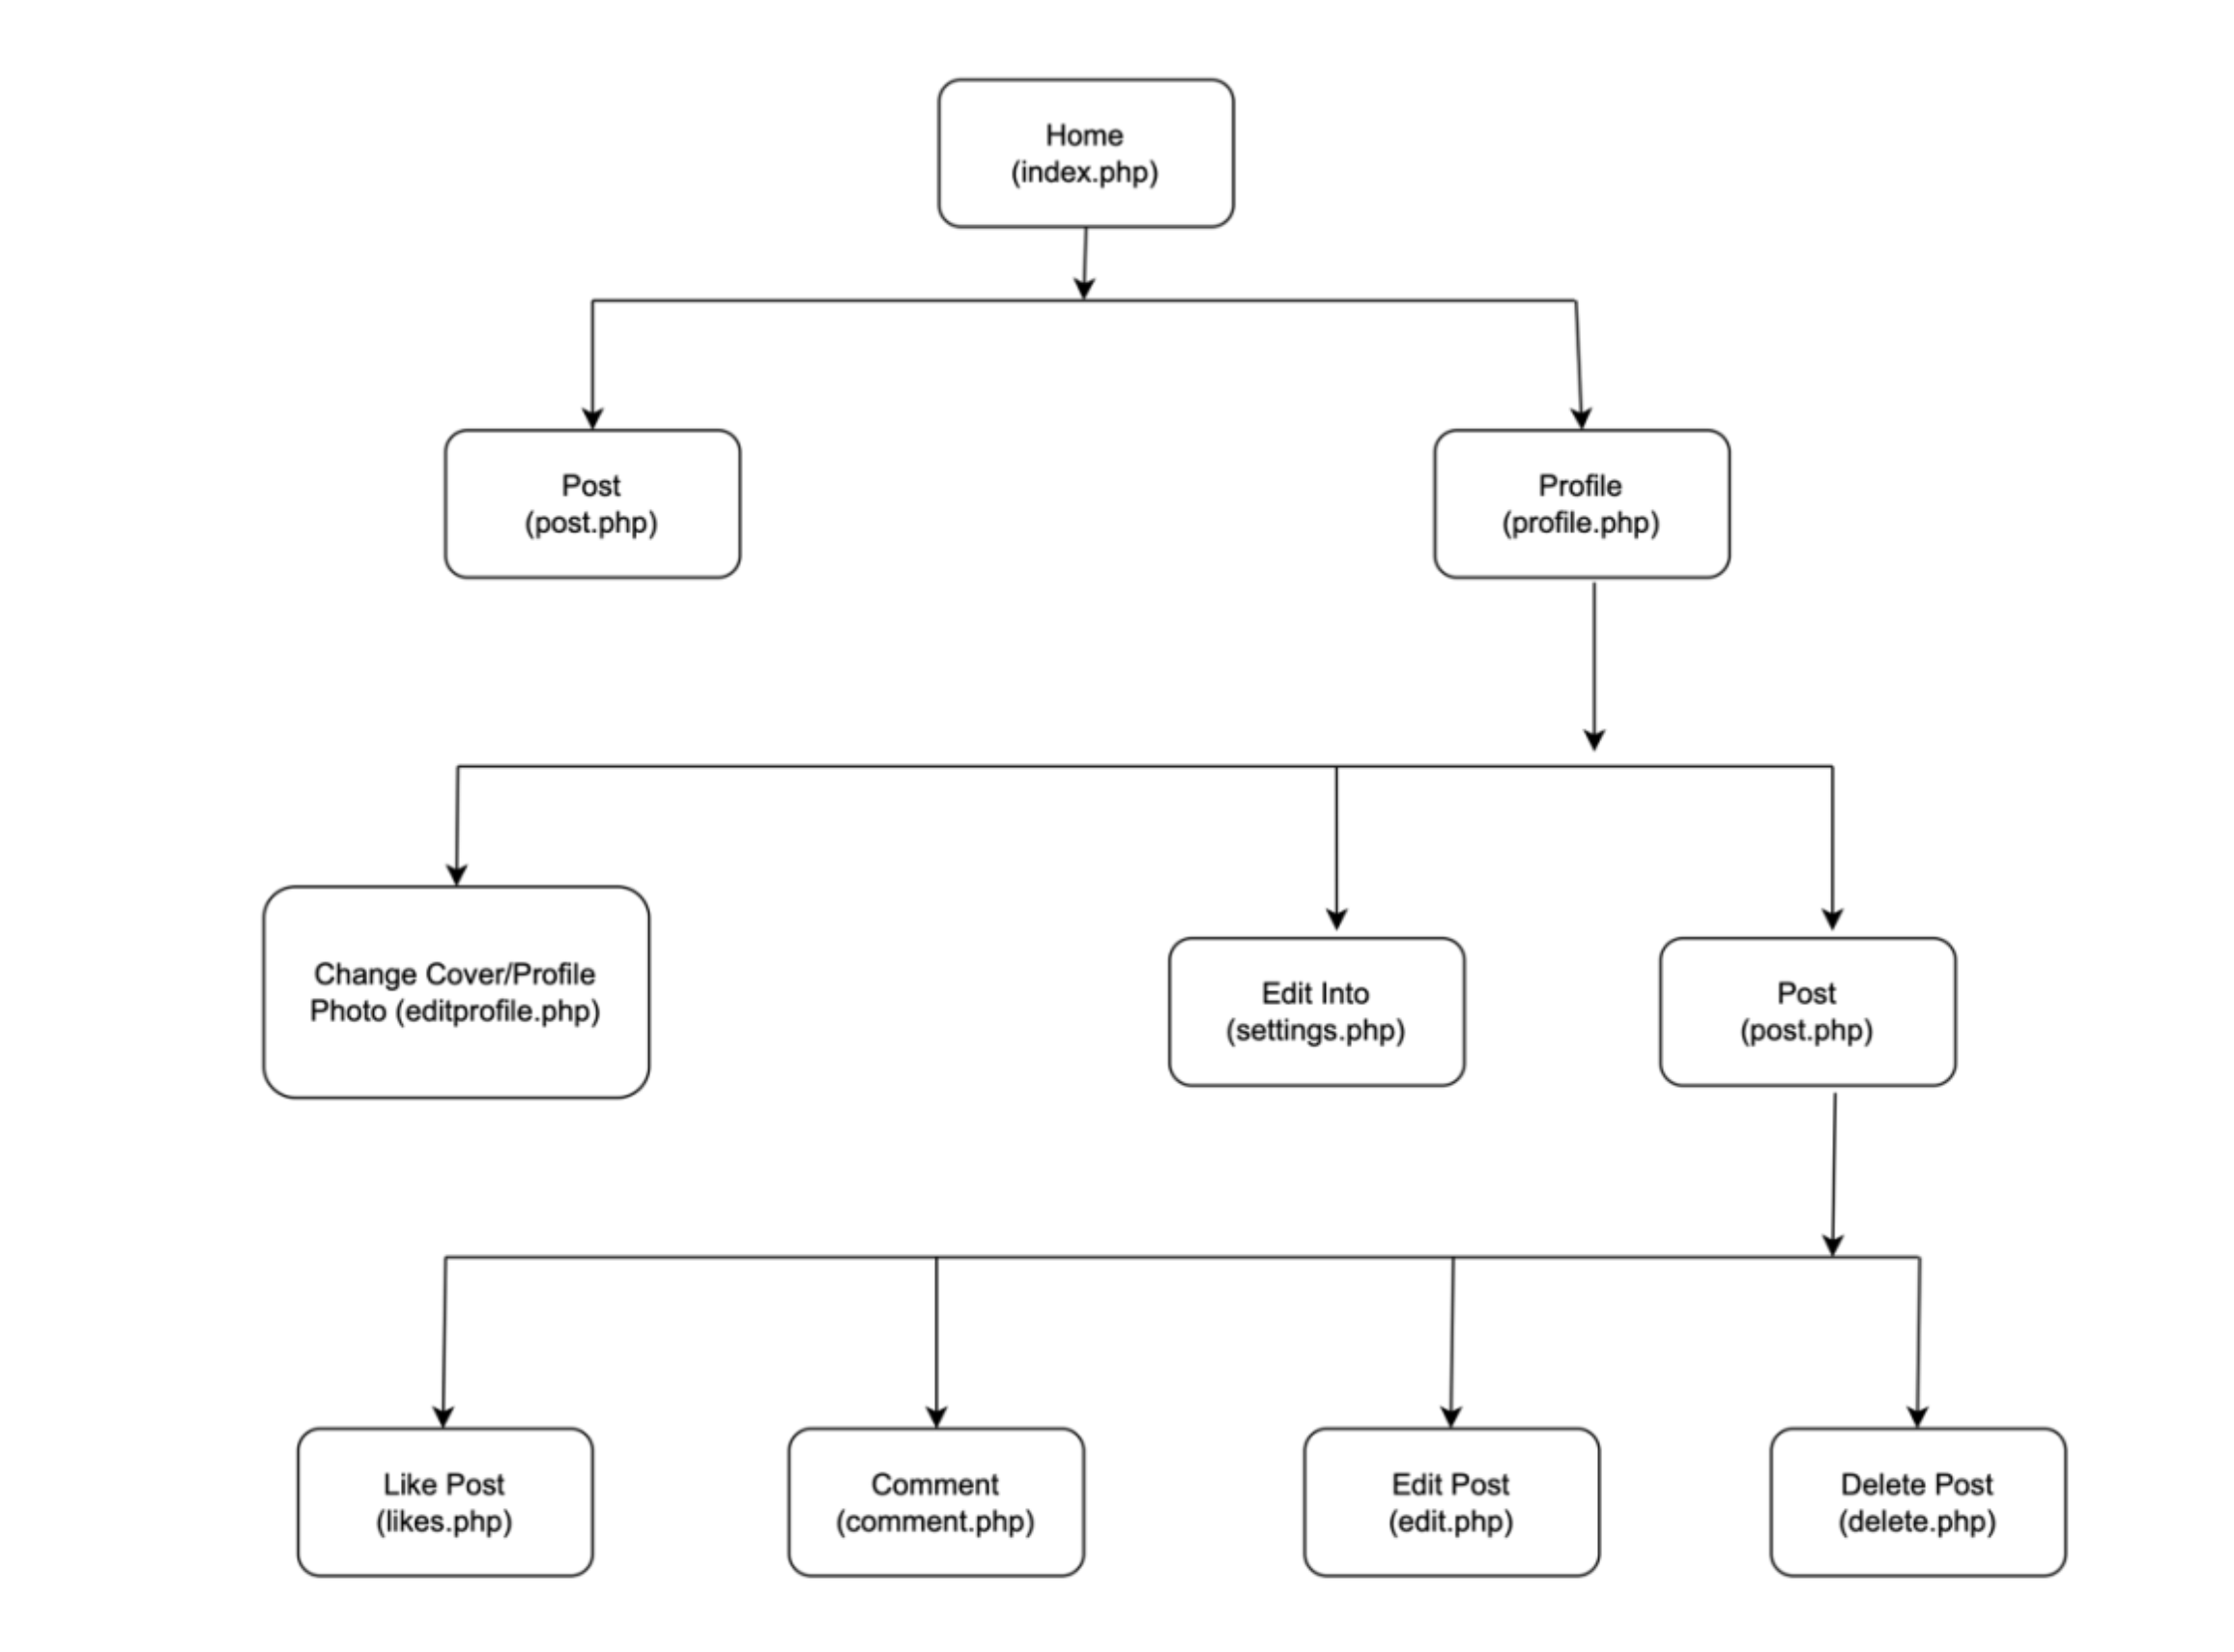 Home
(index.php)
Post
(post.php)
Profile
(profile.php)
Change Cover/Profile
Photo (editprofile.php)
Edit Into
(settings.php)
Post
(post.php)
Like Post
(likes.php)
Comment
(comment.php)
Edit Post
(edit.php)
Delete Post
(delete.php)